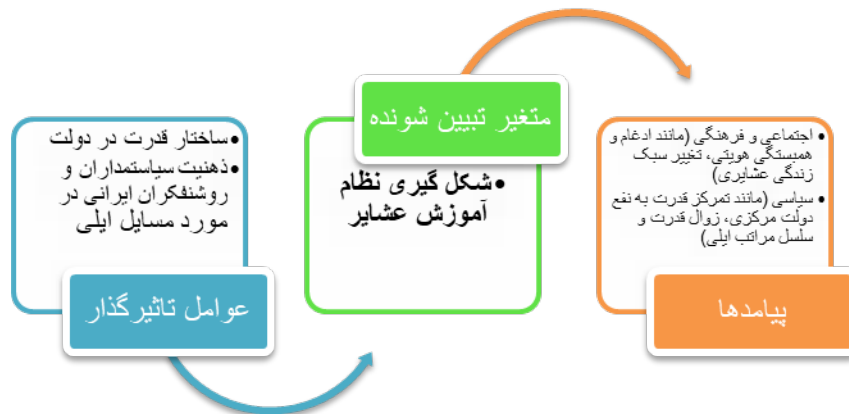 •ساختار قدرت در دولت
•ذهنیت سیاستمداران و
روشنفکران ایرانی در
مورد مسایل ایلی
عوامل تاثیرگذار
متغیر تبیین شونده
•شکل گیری نظام
آموزش عشایر
• اجتماعی و فرهنگی (مانند ادغام و
همبستگی هویتی، تغییر سبک
زندگی عشایری)
• سیاسی (مانند تمرکز قدرت به نفع
دولت مرکزی، زوال قدرت و
سلسل مراتب ایلی)
پیامدها